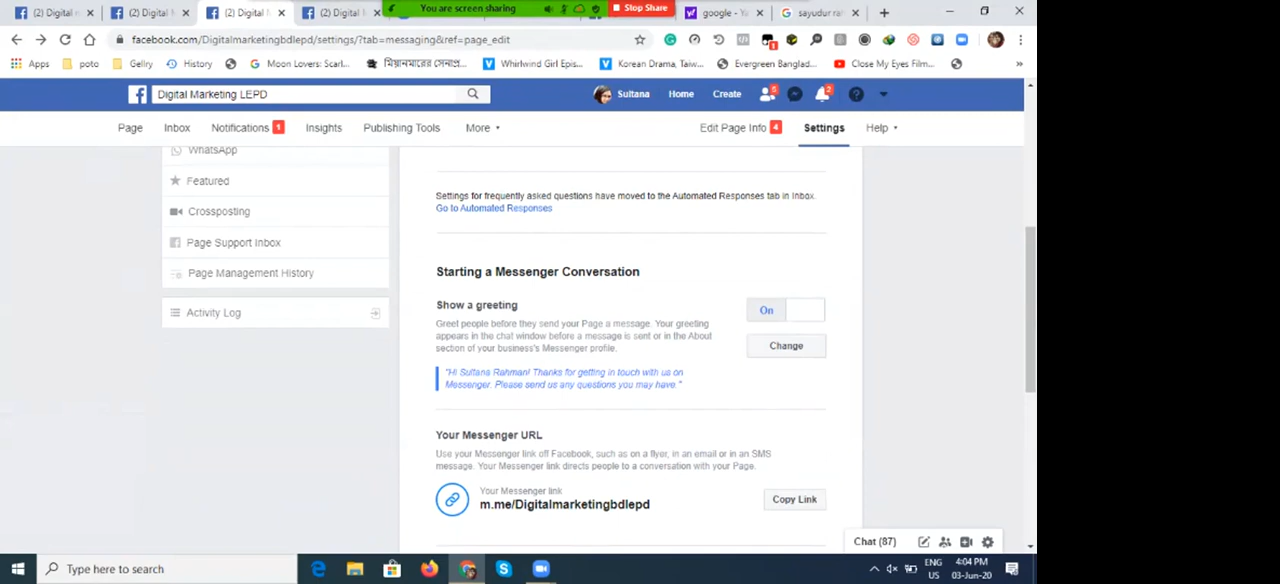 (2) Digital e
(2) Digital M
(2) Digital M
(2) Digital M
You are screen sharing
Stop Share
google - Ya
sayudur ra
facebook.com/Digitalmarketingbdlepd/settings/?tab=messaging&ref=page_edit
1
Apps
poto
Gellry
History
Moon Lovers: Scarl...
Whirlwind Girl Epis...
Korean Drama, Taiw...
Evergreen Banglad...
Close My Eyes Film...
»
Digital Marketing LEPD
Sultana
Home
Create
2
Page
Inbox
Notifications 1
Insights
Publishing Tools
More
Edit Page Info 4
Settings
Help
WhatsApp
Featured
Crossposting
Page Support Inbox
Page Management History
Activity Log
Settings for frequently asked questions have moved to the Automated Responses tab in Inbox.
Go to Automated Responses
Starting a Messenger Conversation
Show a greeting
On
Greet people before they send your Page a message. Your greeting
appears in the chat window before a message is sent or in the About
section of your business's Messenger profile.
Change
"Hi Sultana Rahman! Thanks for getting in touch with us on
Messenger. Please send us any questions you may have."
Your Messenger URL
Use your Messenger link off Facebook, such as on a flyer, in an email or in an SMS
message. Your Messenger link directs people to a conversation with your Page.
Your Messenger link
m.me/Digitalmarketingbdlepd
Copy Link
Chat (87)
Type here to search
ENG
US
4:04 PM
03-Jun-20